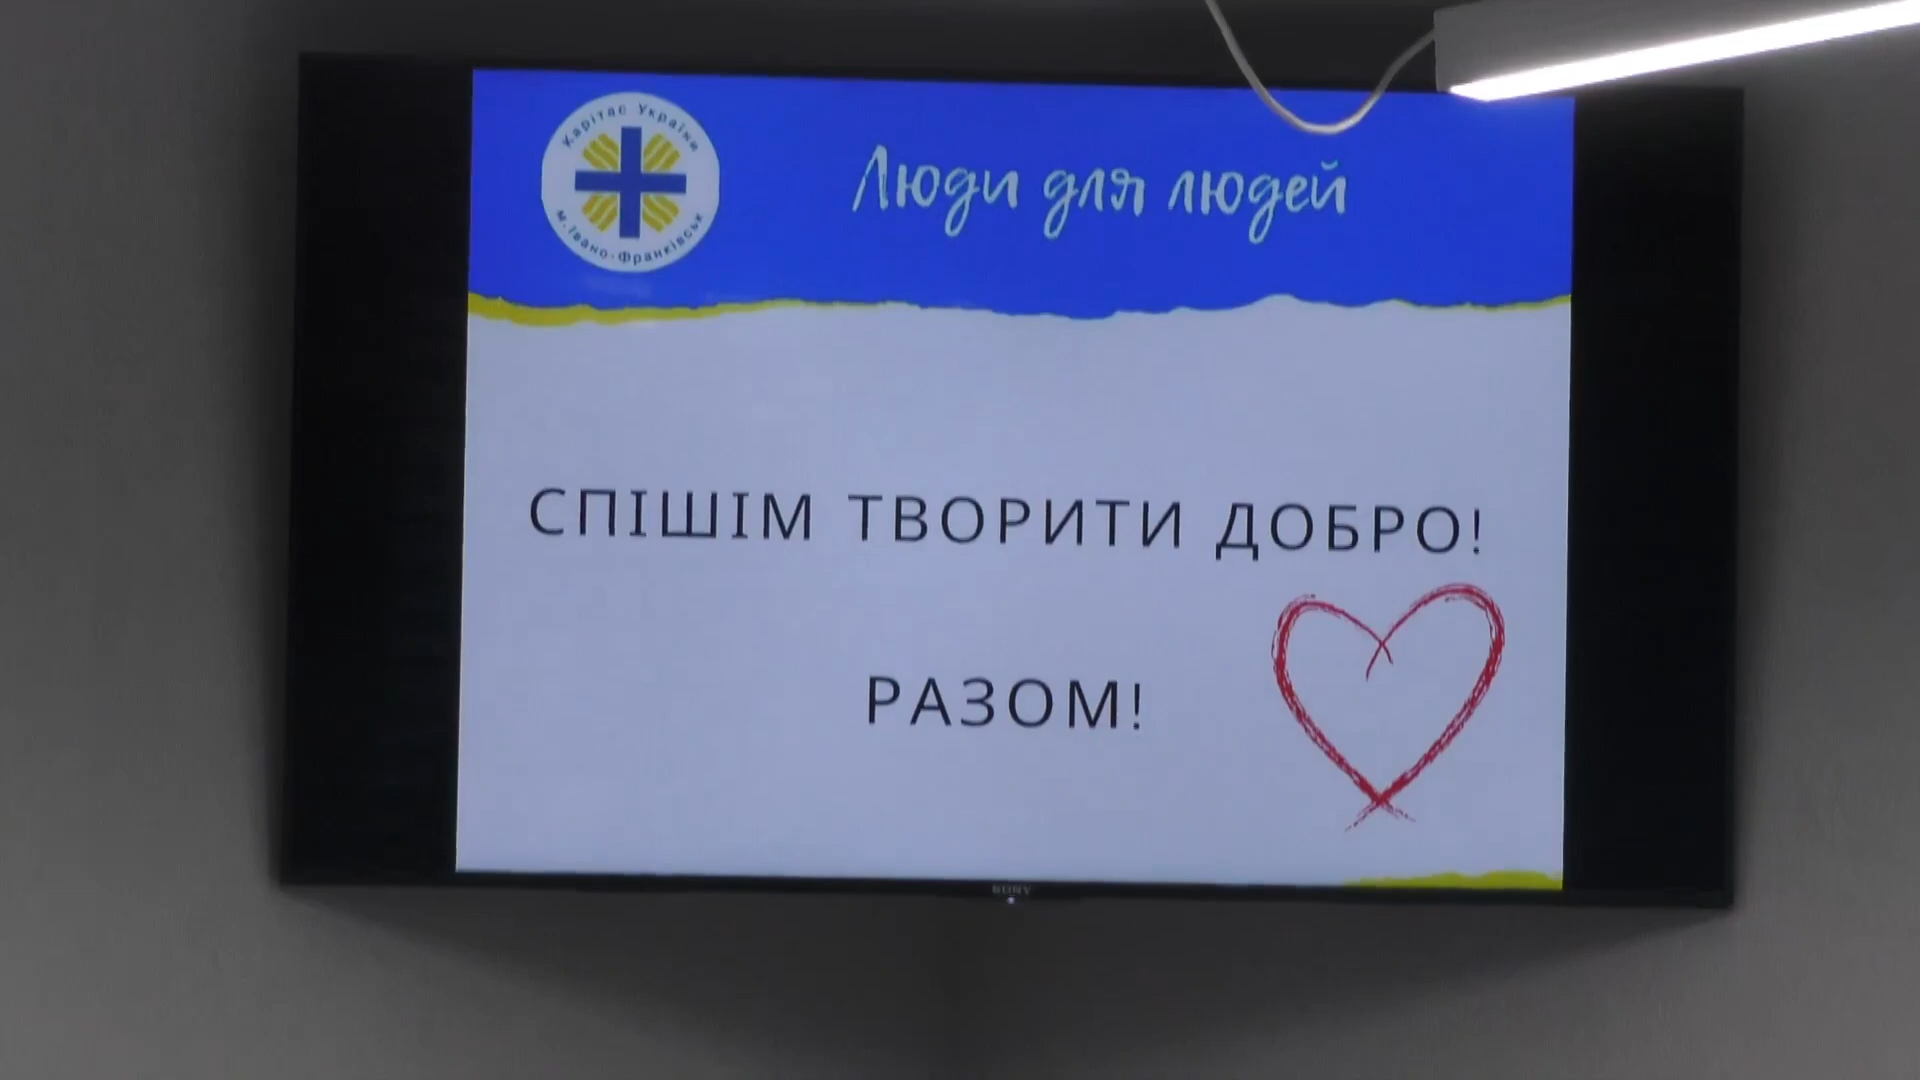 Карітас України
м. Івано-Франківськ
Люди для людей
СПІШІМ ТВОРИТИ ДОБРО!
РАЗОМ!
SONY